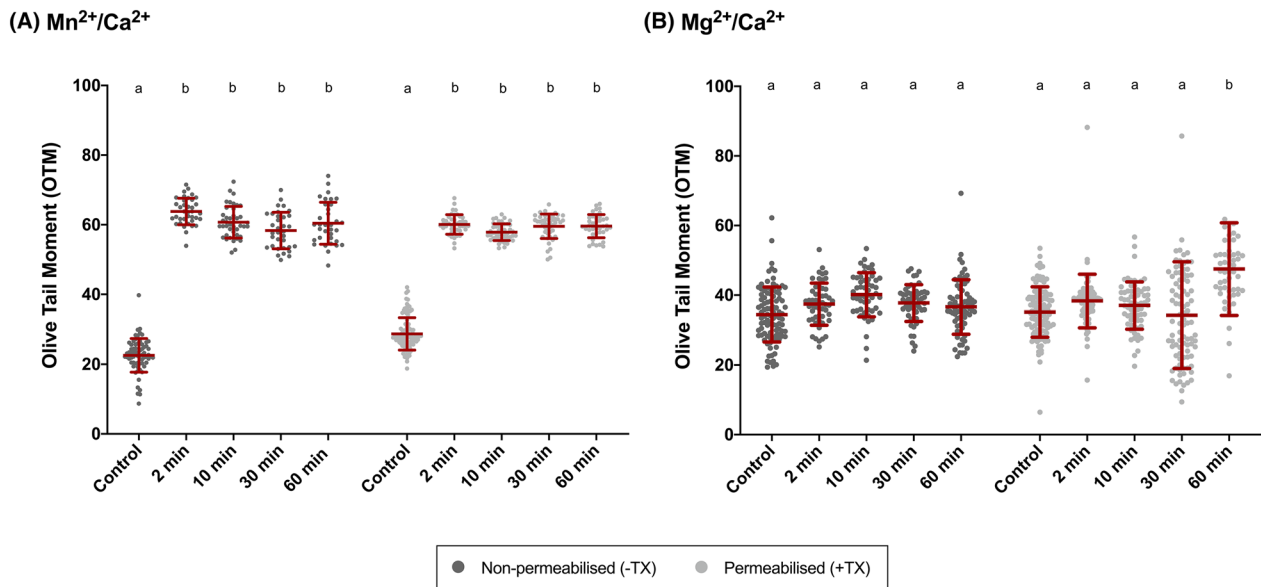 (A) Mn²⁺/Ca²⁺
Olive Tail Moment (OTM)
100
80
60
40
20
0
a b b b b a b b b b
Control 2 min 10 min 30 min 60 min Control 2 min 10 min 30 min 60 min
(B) Mg²⁺/Ca²⁺
Olive Tail Moment (OTM)
100
80
60
40
20
0
a a a a a a a a a b
Control 2 min 10 min 30 min 60 min Control 2 min 10 min 30 min 60 min
Non-permeabilised (-TX) Permeabilised (+TX)